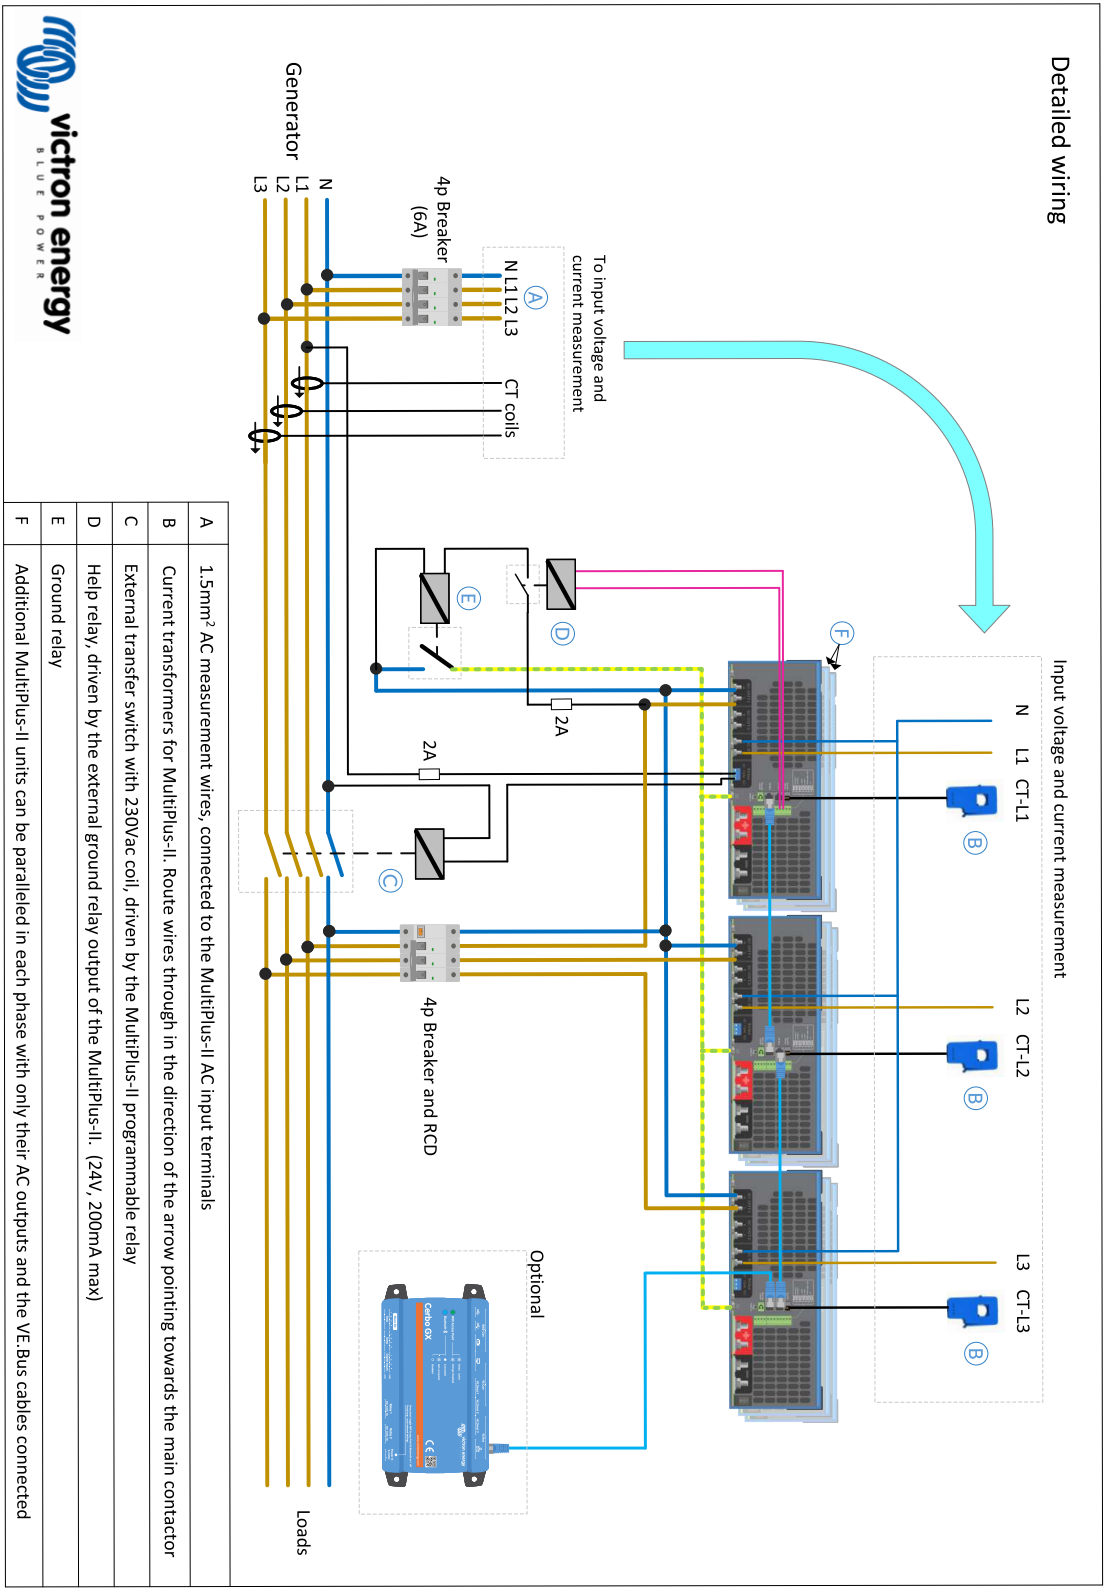 Detailed wiring
To input voltage and
current measurement
A
N L1 L2 L3
CT coils
4p Breaker
(6A)
Generator
N
L1
L2
L3
Input voltage and current measurement
N
L1
CT-L1
B
L2
CT-L2
B
L3
CT-L3
B
F
D
E
2A
2A
C
4p Breaker and RCD
Optional
Cerbo GX
victron energy
CE
Loads
A 1.5mm² AC measurement wires, connected to the MultiPlus-II AC input terminals
B Current transformers for MultiPlus-II. Route wires through in the direction of the arrow pointing towards the main contactor
C External transfer switch with 230Vac coil, driven by the MultiPlus-II programmable relay
D Help relay, driven by the external ground relay output of the MultiPlus-II. (24V, 200mA max)
E Ground relay
F Additional MultiPlus-II units can be paralleled in each phase with only their AC outputs and the VE.Bus cables connected
victron energy
BLUE POWER